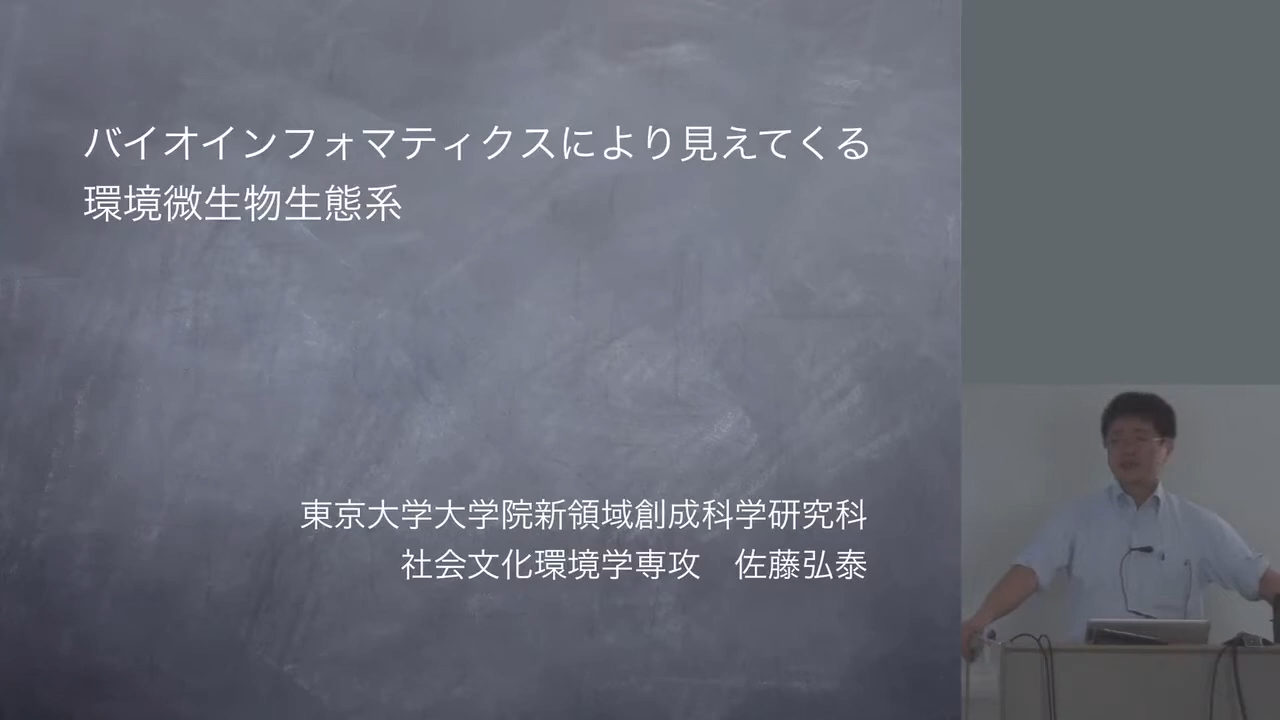 バイオインフォマティクスにより見えてくる
環境微生物生態系
東京大学大学院新領域創成科学研究科
社会文化環境学専攻　佐藤弘泰